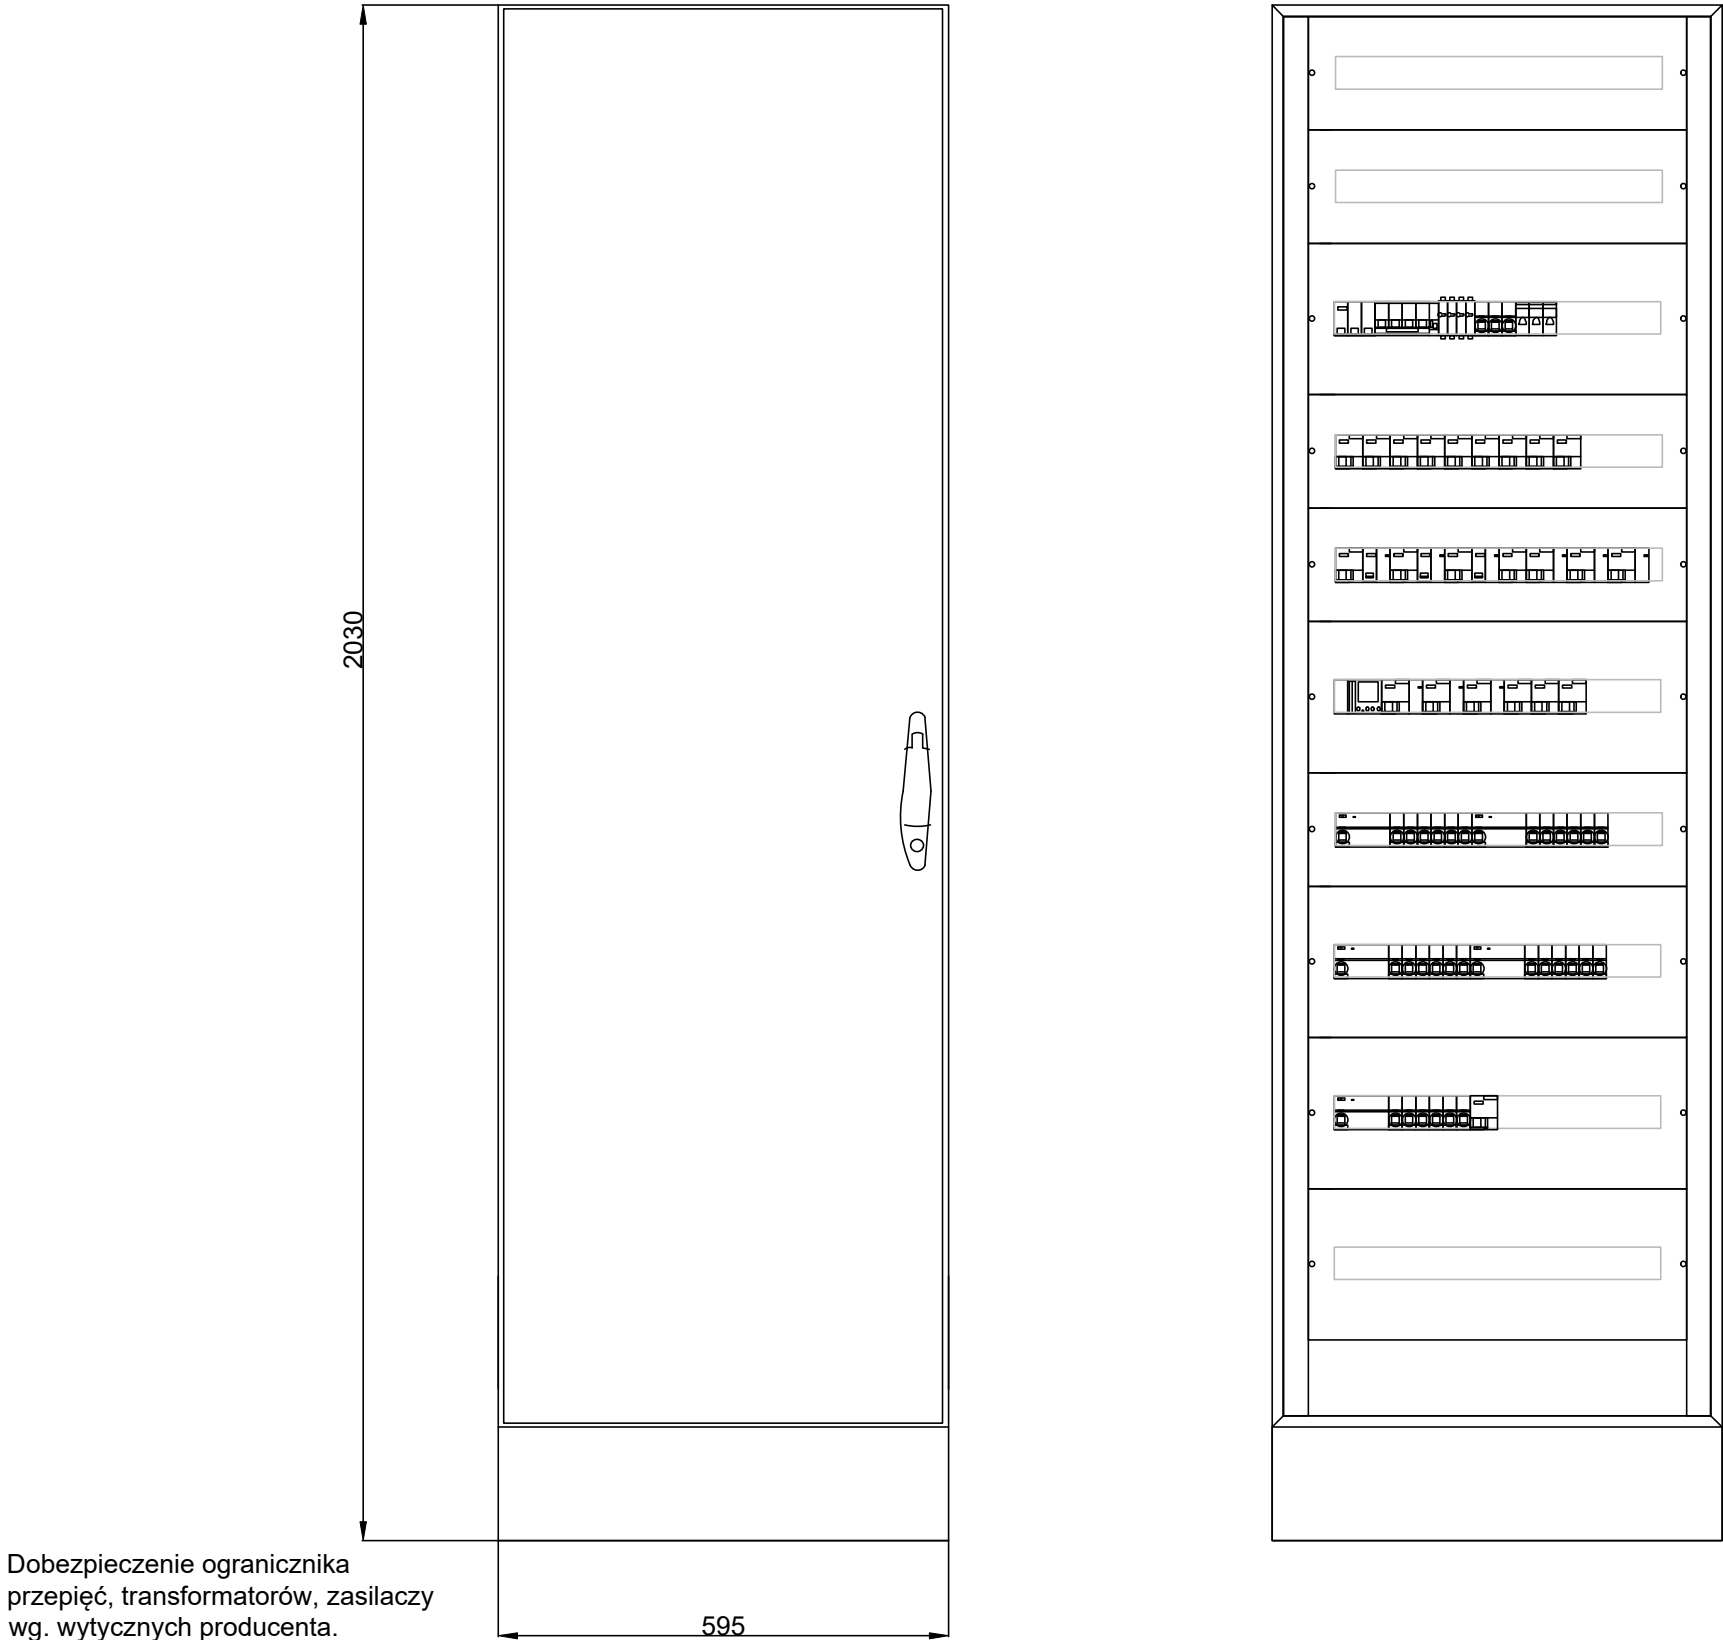 2030
Dobezpieczenie ogranicznika
przepięć, transformatorów, zasilaczy
wg. wytycznych producenta.
595